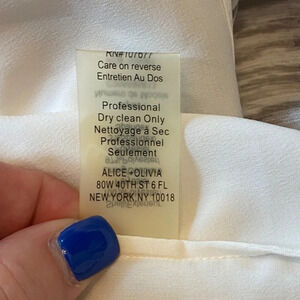 RN#107677
Care on reverse
Entretien Au Dos
Professional
Dry clean Only
Nettoyage à Sec
Professionnel
Seulement
ALICE +OLIVIA
80W 40TH ST 6 FL
NEW YORK, NY 10018